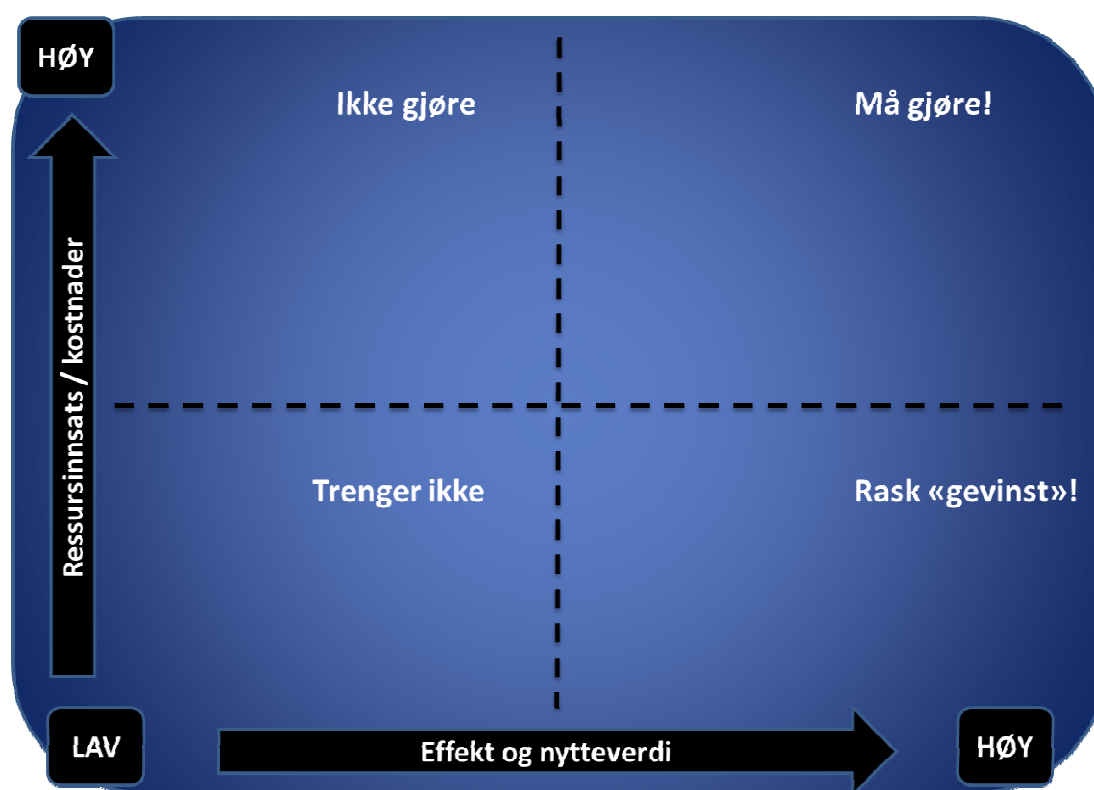 HØY
Ikke gjøre
Må gjøre!
Ressursinnsats / kostnader
Trenger ikke
Rask «gevinst»!
LAV
Effekt og nytteverdi
HØY